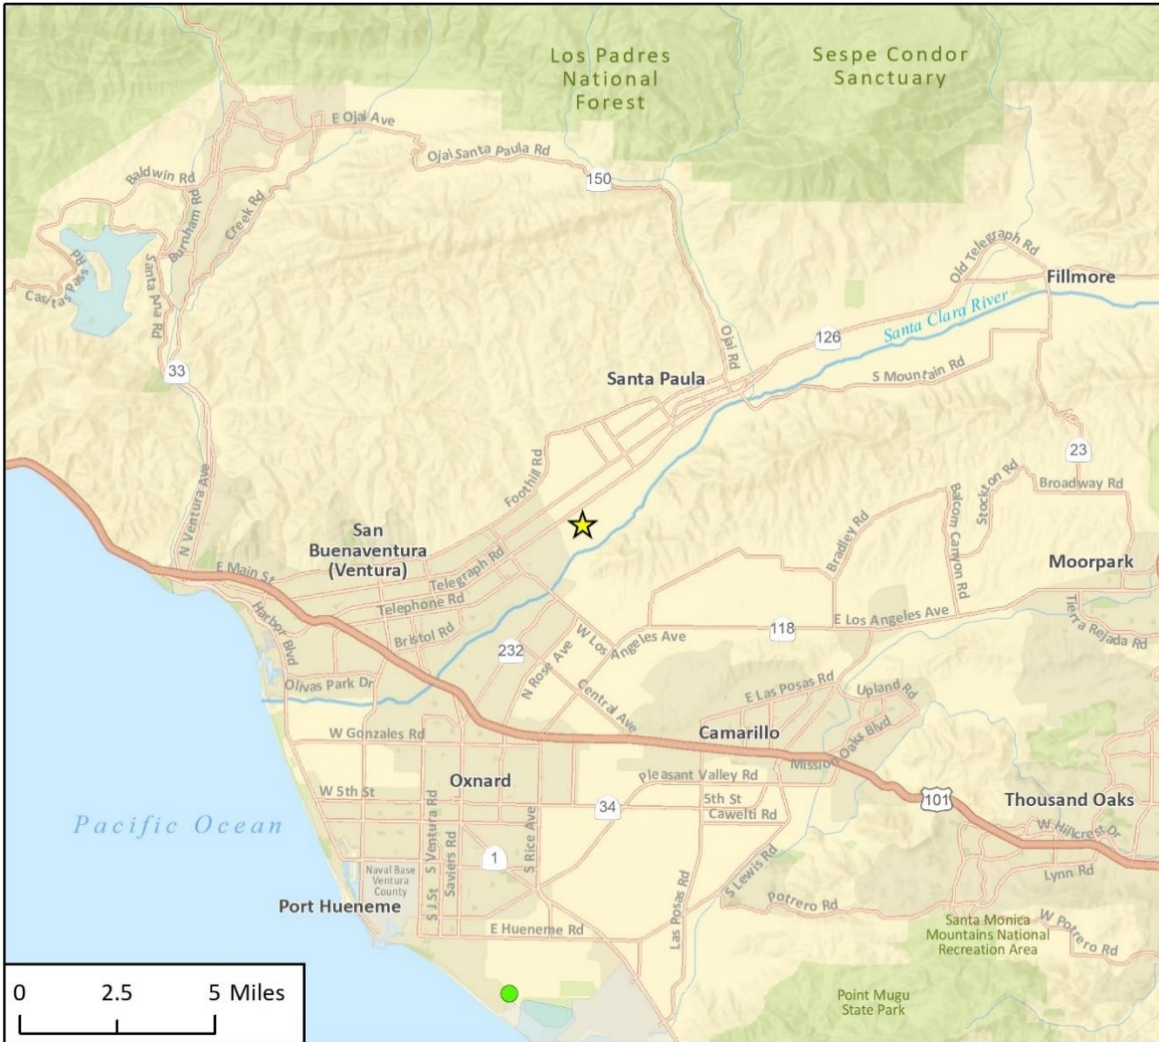 Los Padres
National
Forest
Sespe Condor
Sanctuary
E Ojai Ave
Ojai Santa Paula Rd
150
Baldwin Rd
Burnham Rd
Creek Rd
Casitas Pass Rd
Santa Ana Rd
33
Old Telegraph Rd
Fillmore
Santa Clara River
126
Ojai Rd
S Mountain Rd
Santa Paula
23
Foothill Rd
Stockton Rd
Broadway Rd
Balcom Canyon Rd
Bradley Rd
N Ventura Ave
San
Buenaventura
(Ventura)
Telegraph Rd
E Main St
Telephone Rd
Moorpark
Harbor Blvd
Bristol Rd
232
N Rose Ave
W Los Angeles Ave
118
E Los Angeles Ave
Tierra Rejada Rd
Olivas Park Dr
Central Ave
E Las Posas Rd
Upland Rd
W Gonzales Rd
Camarillo
Mission Oaks Blvd
Oxnard
Pleasant Valley Rd
W 5th St
34
5th St
Cawelti Rd
101
Thousand Oaks
Pacific Ocean
S Ventura Rd
Saviers Rd
S Rice Ave
1
W Hillcrest Dr
Lynn Rd
Naval Base
Ventura
County
S J St
S Lewis Rd
Las Posas Rd
Potrero Rd
Port Hueneme
E Hueneme Rd
Santa Monica
Mountains National
Recreation Area
W Potrero Rd
Point Mugu
State Park
0 2.5 5 Miles